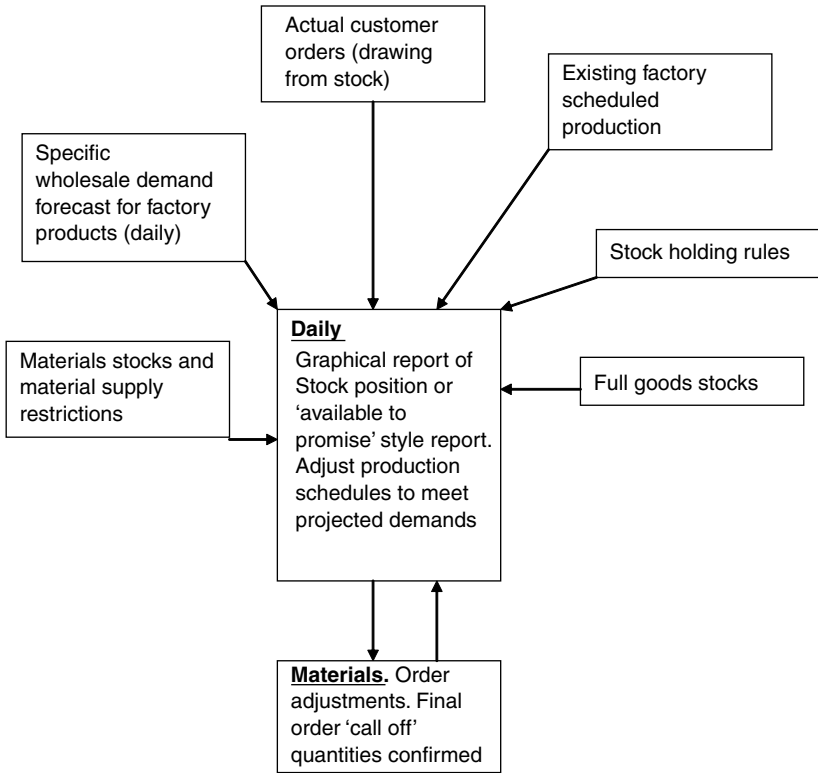 Actual customer
orders (drawing
from stock)
Existing factory
scheduled
production
Specific
wholesale demand
forecast for factory
products (daily)
Stock holding rules
Materials stocks and
material supply
restrictions
Daily
Graphical report of
Stock position or
‘available to
promise’ style report.
Adjust production
schedules to meet
projected demands
Full goods stocks
Materials. Order
adjustments. Final
order ‘call off’
quantities confirmed